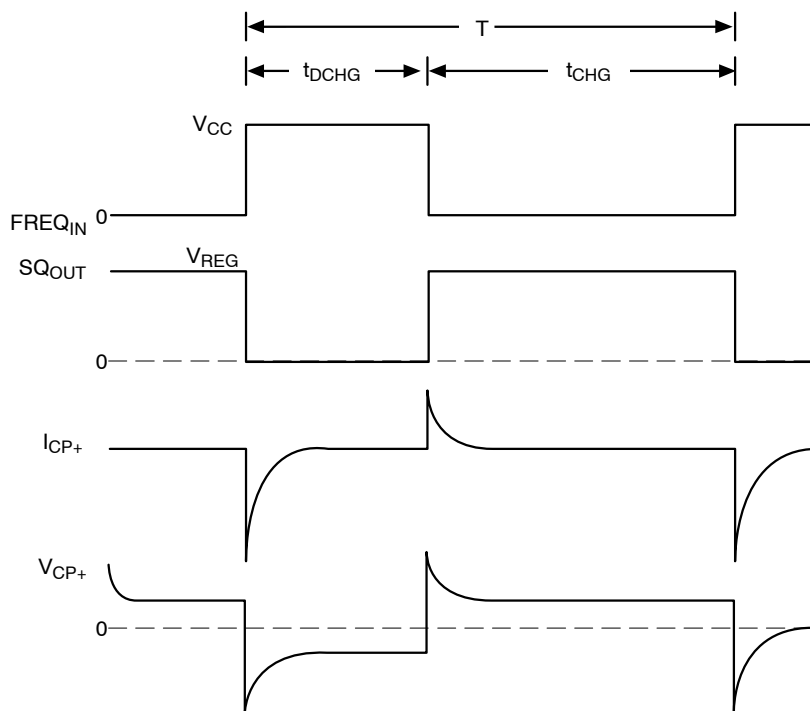 T
tDCHG
tCHG
VCC
0
FREQIN
VREG
SQOUT
0
ICP+
VCP+
0